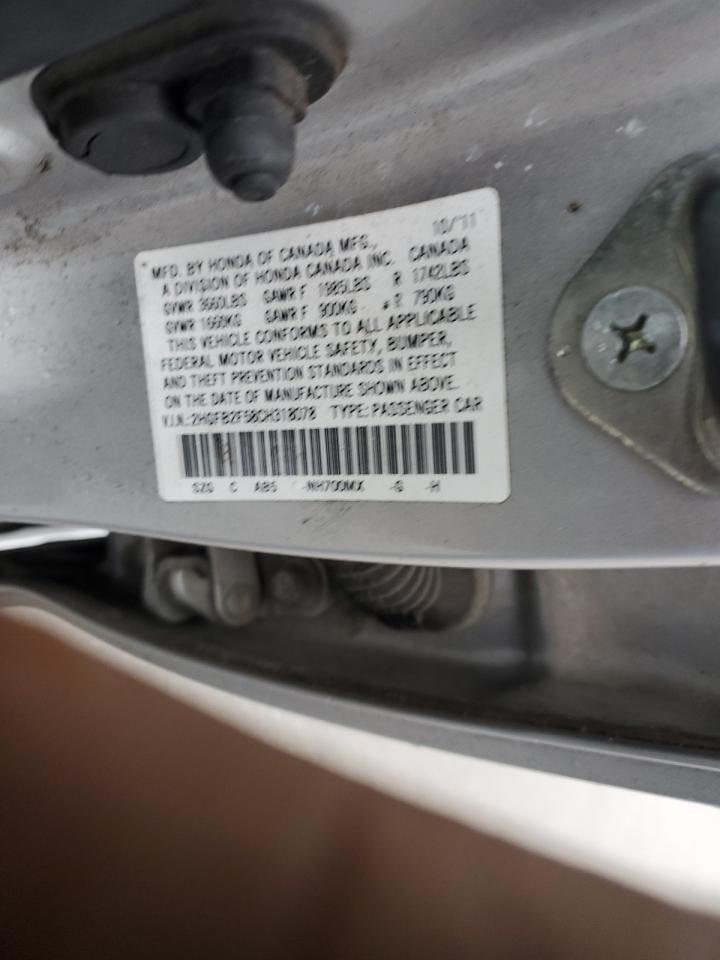 10/'11
MFD. BY HONDA OF CANADA MFG.,
A DIVISION OF HONDA CANADA INC. CANADA
GVWR 3660LBS GAWR F 1985LBS R 1742LBS
GVWR 1660KG GAWR F 900KG R 790KG
THIS VEHICLE CONFORMS TO ALL APPLICABLE
FEDERAL MOTOR VEHICLE SAFETY, BUMPER,
AND THEFT PREVENTION STANDARDS IN EFFECT
ON THE DATE OF MANUFACTURE SHOWN ABOVE.
V.I.N.: TYPE: PASSENGER CAR
C -NH700MX -G -H